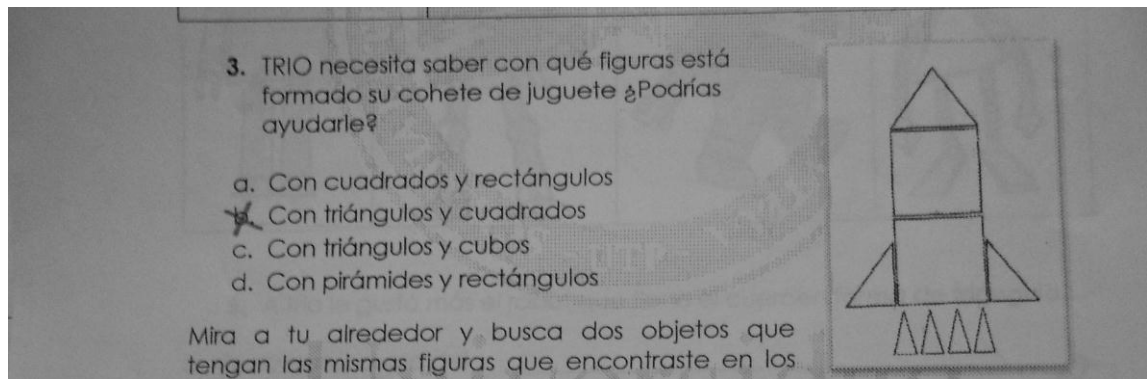 3. TRIO necesita saber con qué figuras está
formado su cohete de juguete ¿Podrías
ayudarle?
a. Con cuadrados y rectángulos
Con triángulos y cuadrados
c. Con triángulos y cubos
d. Con pirámides y rectángulos
Mira a tu alrededor y busca dos objetos que
tengan las mismas figuras que encontraste en los